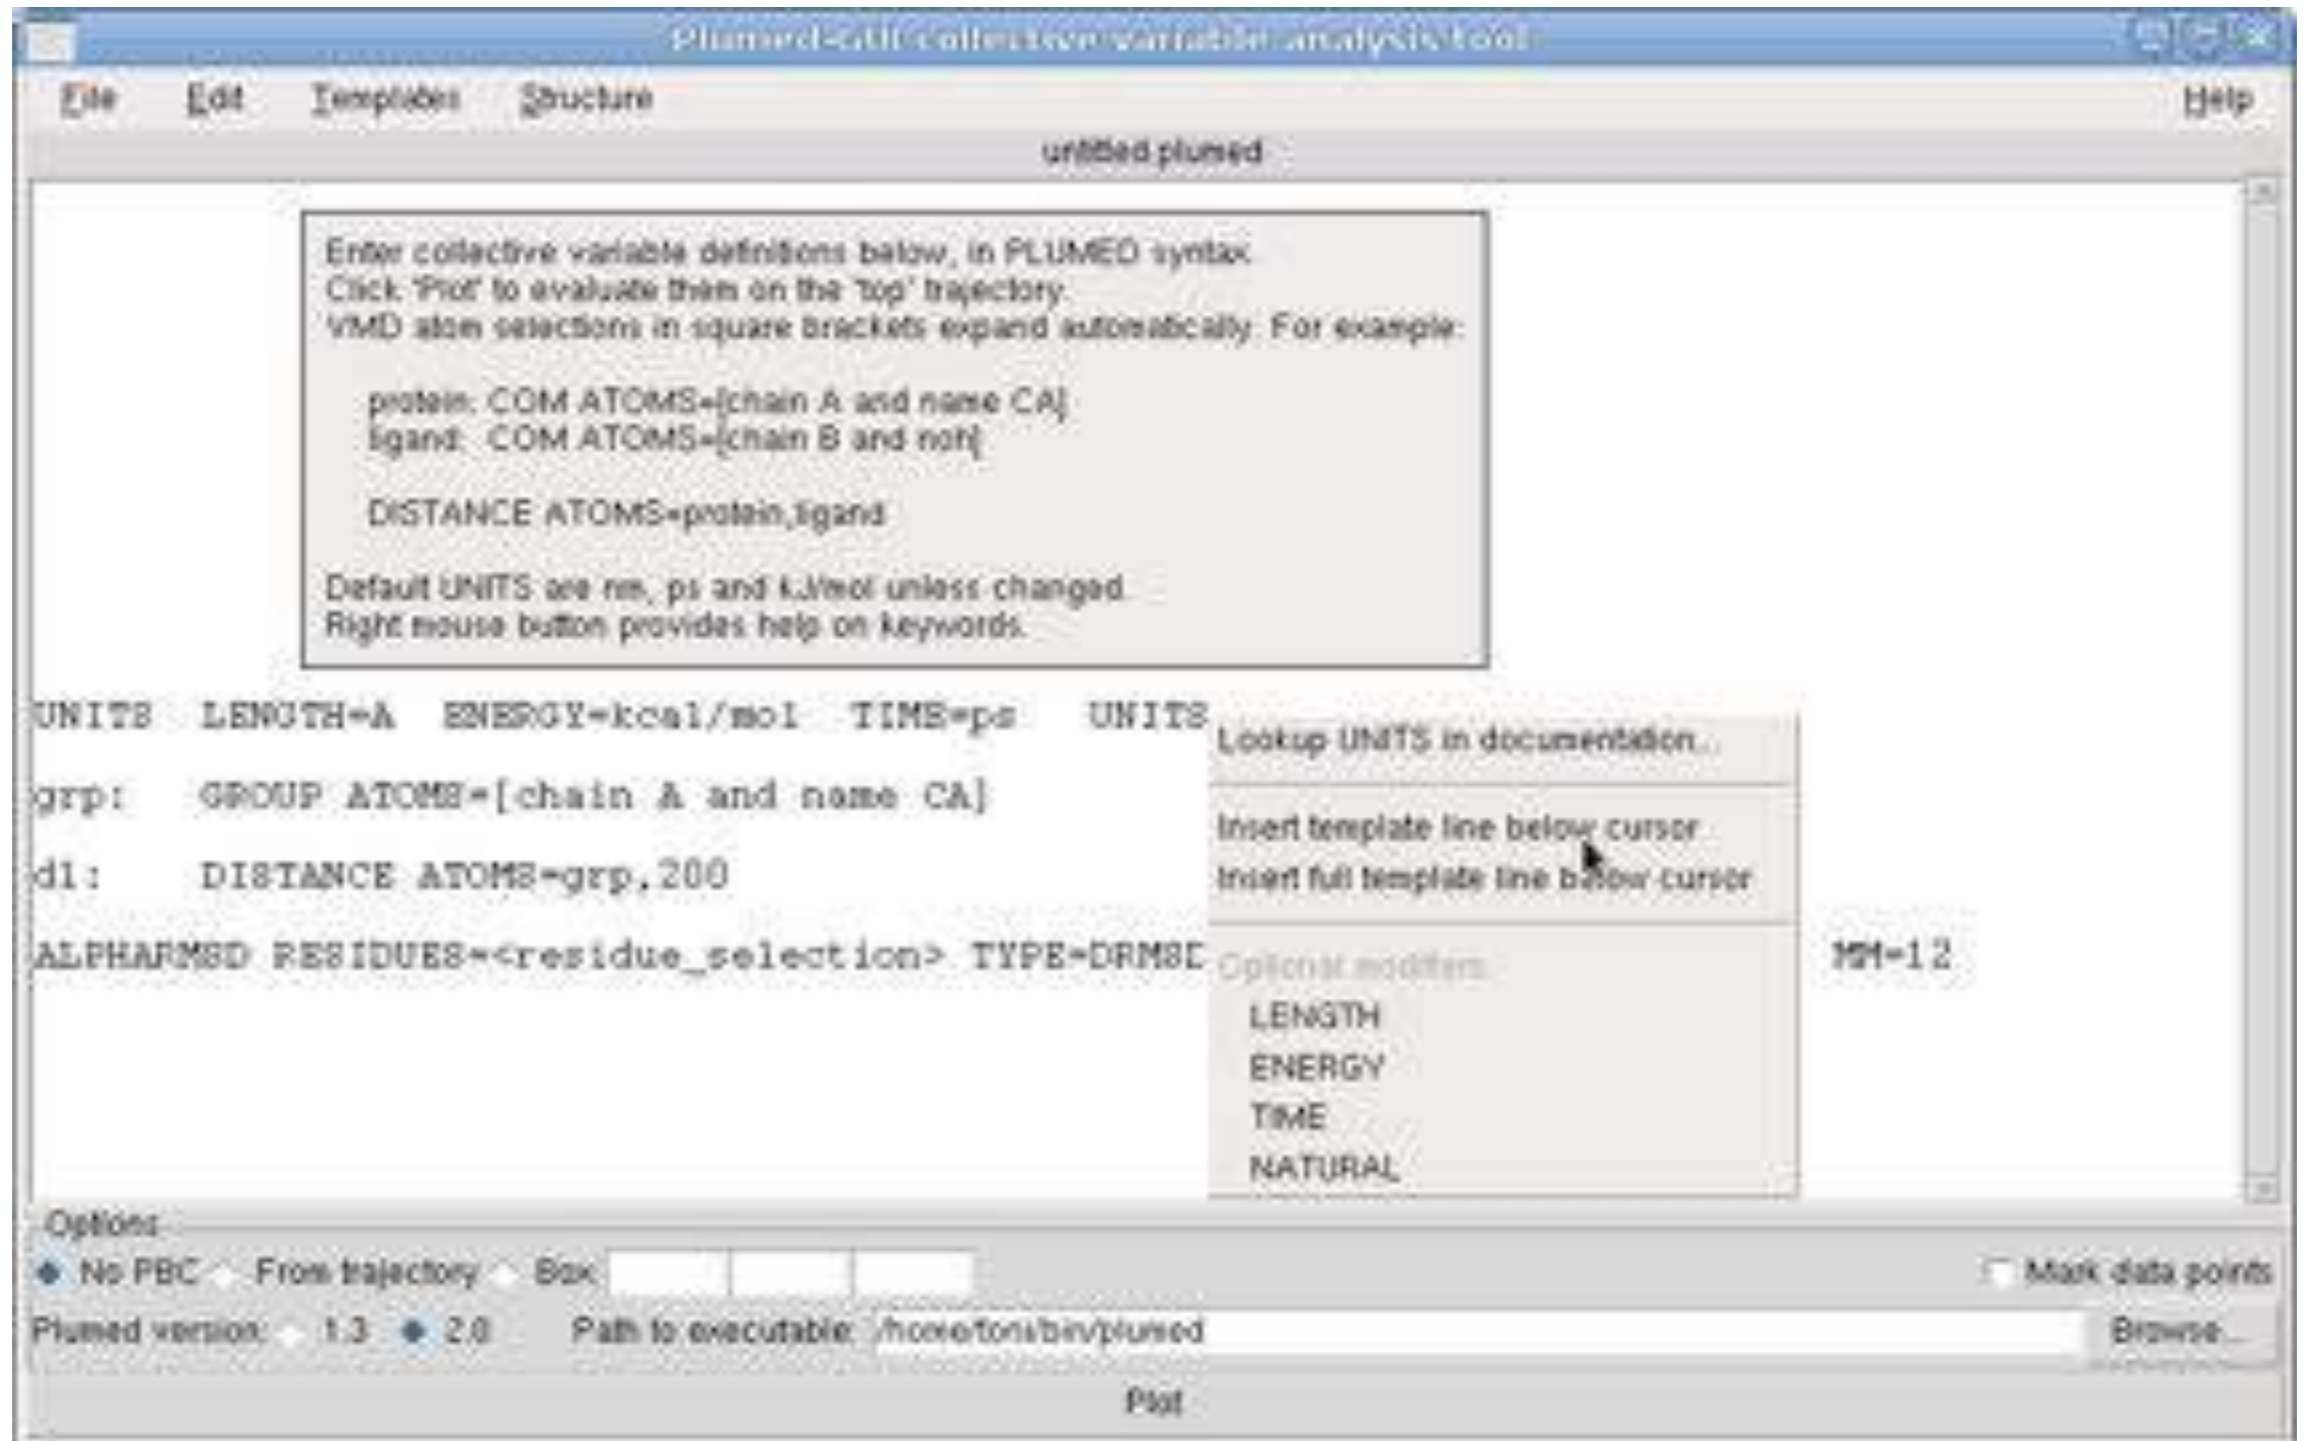 Plumed-GUI collective variable analysis tool
File Edit Templates Structure Help
untitled.plumed
Enter collective variable definitions below, in PLUMED syntax.
Click 'Plot' to evaluate them on the 'top' trajectory.
VMD atom selections in square brackets expand automatically. For example:
protein: COM ATOMS=[chain A and name CA]
ligand: COM ATOMS=[chain B and noh]
DISTANCE ATOMS=protein,ligand
Default UNITS are nm, ps and kJ/mol unless changed.
Right mouse button provides help on keywords.
UNITS LENGTH=A ENERGY=kcal/mol TIME=ps UNITS
grp: GROUP ATOMS=[chain A and name CA]
d1: DISTANCE ATOMS=grp,200
ALPHARMSD RESIDUES=<residue_selection> TYPE=DRMSD MM=12
Lookup UNITS in documentation...
Insert template line below cursor
Insert full template line below cursor
Optional modifiers:
LENGTH
ENERGY
TIME
NATURAL
Options
No PBC From trajectory Box: Mark data points
Plumed version: 1.3 2.0 Path to executable: /home/toni/bin/plumed Browse...
Plot